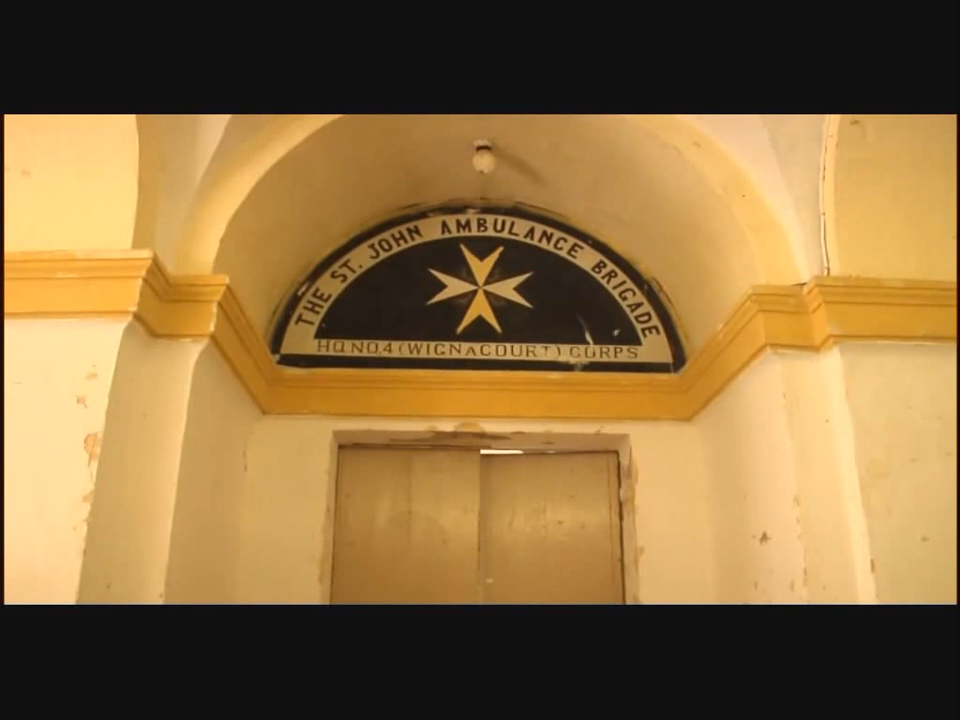 THE ST. JOHN AMBULANCE BRIGADE
HQ.NO.4 (WIGNACOURT) CORPS